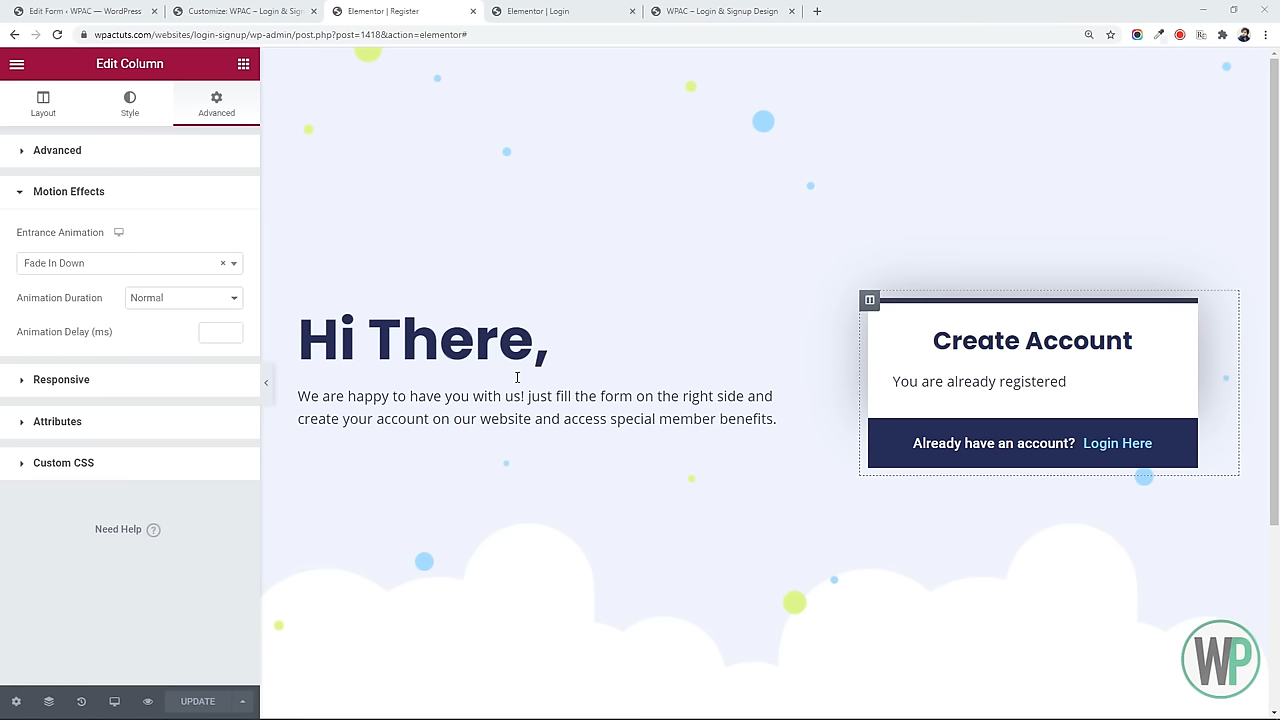 Edit Form ‹ WPAC — WordPress
Customize: WPAC – Login & Sign
Elementor | Register
Elementor | Login
WPAC – Login & Signup Design
wpactuts.com/websites/login-signup/wp-admin/post.php?post=1418&action=elementor#
Edit Column
Layout
Style
Advanced
Advanced
Motion Effects
Entrance Animation
Fade In Down
Animation Duration
Normal
Animation Delay (ms)
Responsive
Attributes
Custom CSS
Need Help ?
UPDATE
Hi There,
We are happy to have you with us! just fill the form on the right side and
create your account on our website and access special member benefits.
Create Account
You are already registered
Already have an account? Login Here
WP